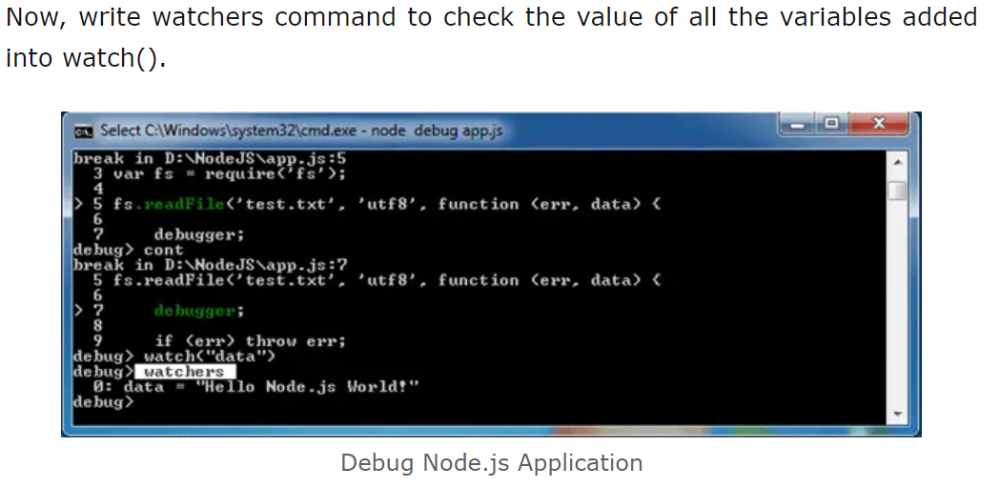 Now, write watchers command to check the value of all the variables added
into watch().
C:\. Select C:\Windows\system32\cmd.exe - node  debug app.js
break in D:\NodeJS\app.js:5
  3 var fs = require('fs');
  4
> 5 fs.readFile('test.txt', 'utf8', function (err, data) {
  6
  7     debugger;
debug> cont
break in D:\NodeJS\app.js:7
  5 fs.readFile('test.txt', 'utf8', function (err, data) {
  6
> 7     debugger;
  8
  9     if (err) throw err;
debug> watch("data")
debug> watchers
  0: data = "Hello Node.js World!"
debug>
Debug Node.js Application